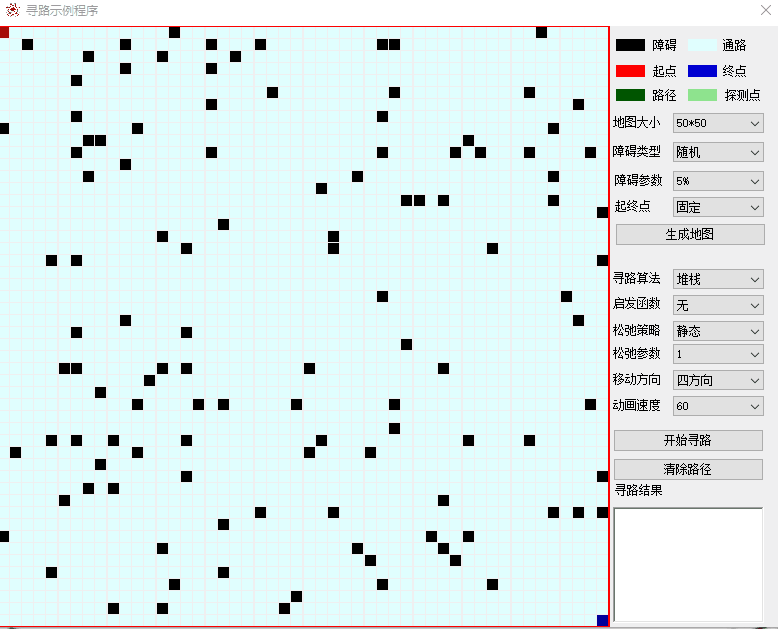 寻路示例程序
障碍 通路
起点 终点
路径 探测点
地图大小 50*50
障碍类型 随机
障碍参数 5%
起终点 固定
生成地图
寻路算法 堆栈
启发函数 无
松弛策略 静态
松弛参数 1
移动方向 四方向
动画速度 60
开始寻路
清除路径
寻路结果